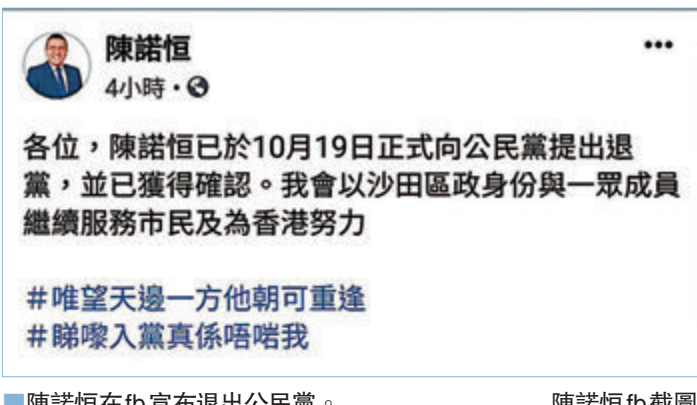 陳諾恒
4小時・
各位，陳諾恒已於10月19日正式向公民黨提出退
黨，並已獲得確認。我會以沙田區政身份與一眾成員
繼續服務市民及為香港努力
#唯望天邊一方他朝可重逢
#睇嚟入黨真係唔啱我
陳諾恒在fb宣布退出公民黨。 陳諾恒fb截圖